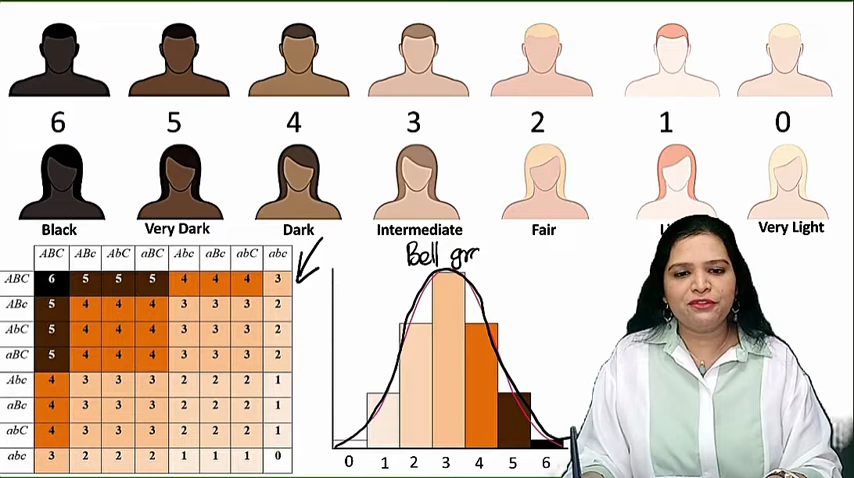 6 5 4 3 2 1 0
Black Very Dark Dark Intermediate Fair Very Light
ABC ABc AbC aBC Abc aBc abC abc
ABC 6 5 5 5 4 4 4 3
ABc 5 4 4 4 3 3 3 2
AbC 5 4 4 4 3 3 3 2
aBC 5 4 4 4 3 3 3 2
Abc 4 3 3 3 2 2 2 1
aBc 4 3 3 3 2 2 2 1
abC 4 3 3 3 2 2 2 1
abc 3 2 2 2 1 1 1 0
Bell
0 1 2 3 4 5 6